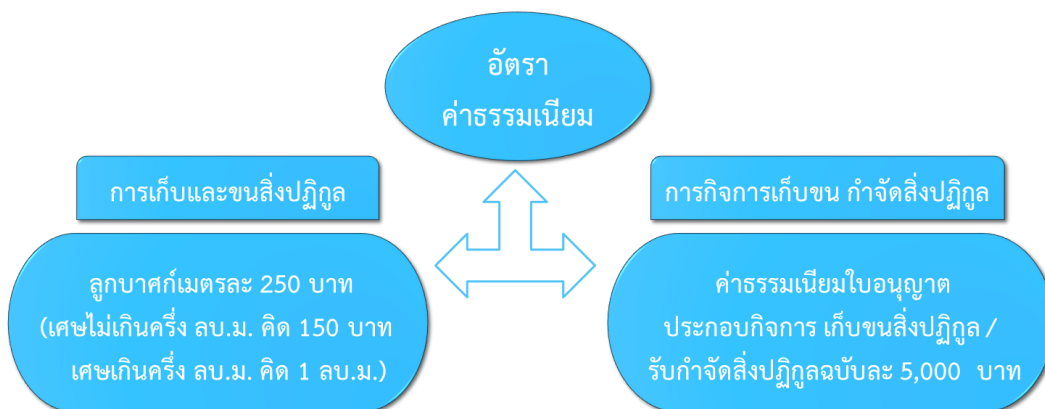 อัตรา
ค่าธรรมเนียม
การเก็บและขนสิ่งปฏิกูล
ลูกบาศก์เมตรละ 250 บาท
(เศษไม่เกินครึ่ง ลบ.ม. คิด 150 บาท
เศษเกินครึ่ง ลบ.ม. คิด 1 ลบ.ม.)
การกิจการเก็บขน กำจัดสิ่งปฏิกูล
ค่าธรรมเนียมใบอนุญาต
ประกอบกิจการ เก็บขนสิ่งปฏิกูล /
รับกำจัดสิ่งปฏิกูลฉบับละ 5,000 บาท